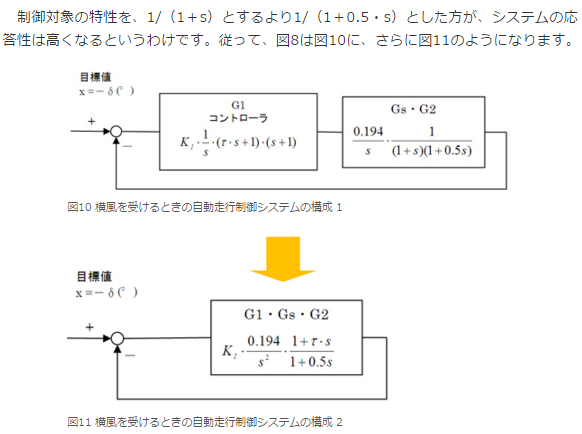 制御対象の特性を、1/（1＋s）とするより1/（1＋0.5・s）とした方が、システムの応
答性は高くなるというわけです。従って、図8は図10に、さらに図11のようになります。
目標値
x＝− δ(° )
+
−
G1
コントローラ
K_I・1/s・(τ・s+1)・(s+1)
Gs・G2
0.194/s・1/((1+s)(1+0.5s))
図10 横風を受けるときの自動走行制御システムの構成 1
目標値
x＝− δ(° )
+
−
G1・Gs・G2
K_I・0.194/s²・(1+τ・s)/(1+0.5s)
図11 横風を受けるときの自動走行制御システムの構成 2